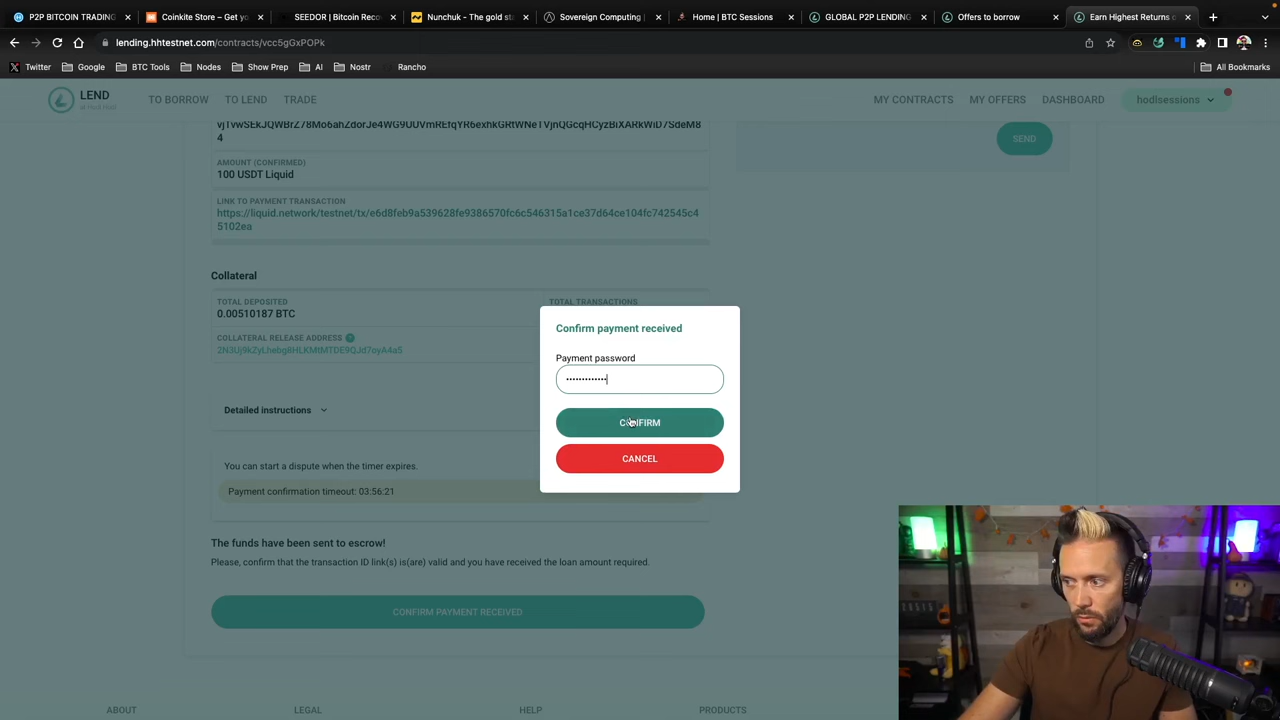 P2P BITCOIN TRADING
Coinkite Store – Get yo
SEEDOR | Bitcoin Reco
Nunchuk - The gold sta
Sovereign Computing |
Home | BTC Sessions
GLOBAL P2P LENDING
Offers to borrow
Earn Highest Returns o
lending.hhtestnet.com/contracts/vcc5gGxPOPk
Twitter
Google
BTC Tools
Nodes
Show Prep
AI
Nostr
Rancho
All Bookmarks
LEND
at Hodl Hodl
TO BORROW
TO LEND
TRADE
MY CONTRACTS
MY OFFERS
DASHBOARD
hodlsessions
4
SEND
AMOUNT (CONFIRMED)
100 USDT Liquid
LINK TO PAYMENT TRANSACTION
https://liquid.network/testnet/tx/e6d8feb9a539628fe9386570fc6c546315a1ce37d64ce104fc742545c4
5102ea
Collateral
TOTAL DEPOSITED
0.00510187 BTC
TOTAL TRANSACTIONS
COLLATERAL RELEASE ADDRESS
2N3Uj9kZyLhebg8HLKMtMTDE9QJd7oyA4a5
Detailed instructions
You can start a dispute when the timer expires.
Payment confirmation timeout: 03:56:21
The funds have been sent to escrow!
Please, confirm that the transaction ID link(s) is(are) valid and you have received the loan amount required.
CONFIRM PAYMENT RECEIVED
Confirm payment received
Payment password
CONFIRM
CANCEL
ABOUT
LEGAL
HELP
PRODUCTS